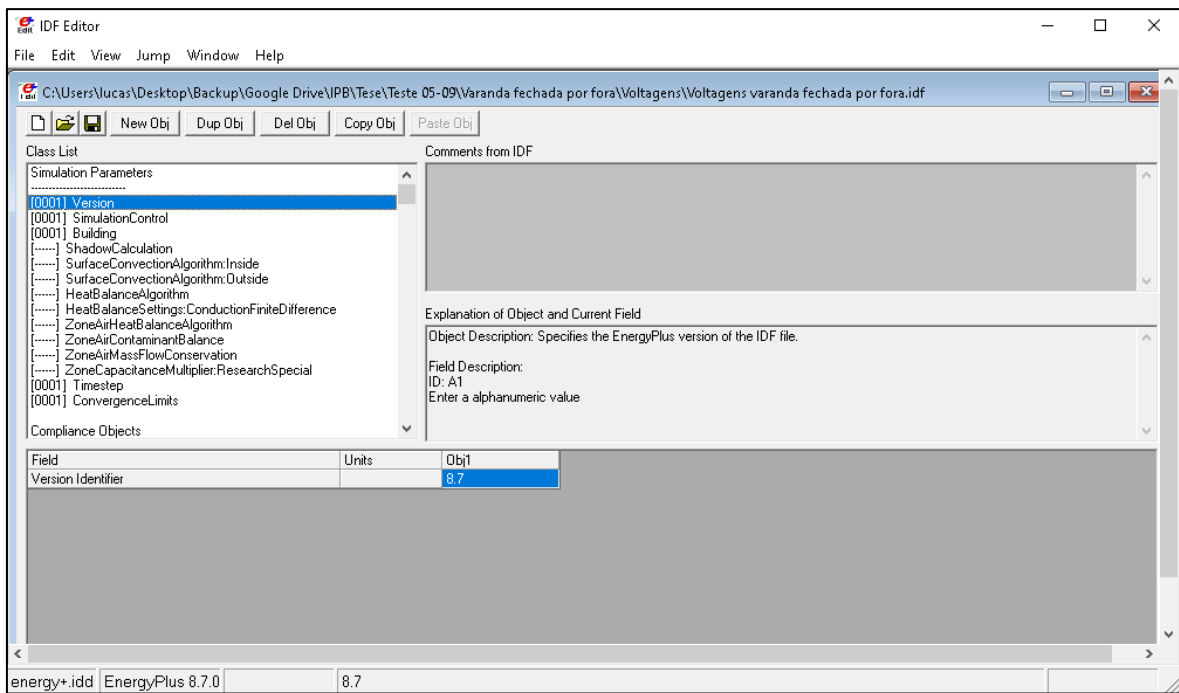 IDF Editor
File Edit View Jump Window Help
C:\Users\lucas\Desktop\Backup\Google Drive\IPB\Tese\Teste 05-09\Varanda fechada por fora\Voltagens\Voltagens varanda fechada por fora.idf
New Obj Dup Obj Del Obj Copy Obj Paste Obj
Class List
Simulation Parameters
---------------------------
[0001] Version
[0001] SimulationControl
[0001] Building
[------] ShadowCalculation
[------] SurfaceConvectionAlgorithm:Inside
[------] SurfaceConvectionAlgorithm:Outside
[------] HeatBalanceAlgorithm
[------] HeatBalanceSettings:ConductionFiniteDifference
[------] ZoneAirHeatBalanceAlgorithm
[------] ZoneAirContaminantBalance
[------] ZoneAirMassFlowConservation
[------] ZoneCapacitanceMultiplier:ResearchSpecial
[0001] Timestep
[0001] ConvergenceLimits
Compliance Objects
Comments from IDF
Explanation of Object and Current Field
Object Description: Specifies the EnergyPlus version of the IDF file.
Field Description:
ID: A1
Enter a alphanumeric value
Field Units Obj1
Version Identifier 8.7
energy+.idd EnergyPlus 8.7.0 8.7